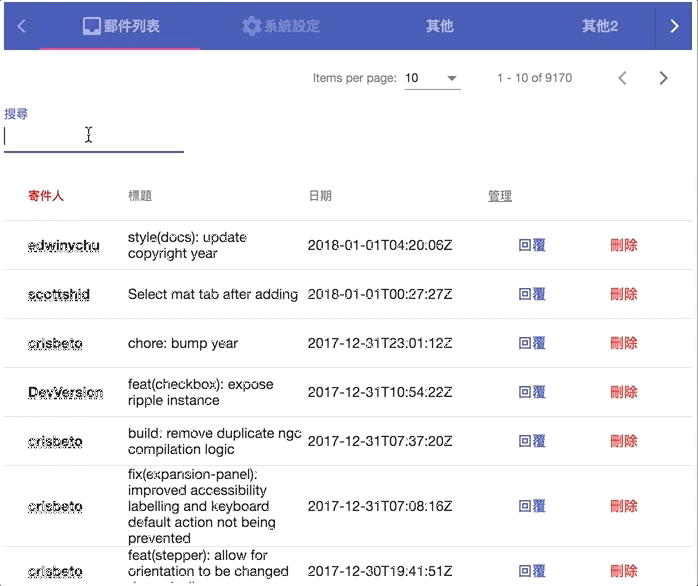 郵件列表 系統設定 其他 其他2
Items per page: 10 1 - 10 of 9170
搜尋
寄件人 標題 日期 管理
edwinychu style(docs): update 2018-01-01T04:20:06Z 回覆 刪除
copyright year
scottshid Select mat tab after adding 2018-01-01T00:27:27Z 回覆 刪除
crisbeto chore: bump year 2017-12-31T23:01:12Z 回覆 刪除
DevVersion feat(checkbox): expose 2017-12-31T10:54:22Z 回覆 刪除
ripple instance
crisbeto build: remove duplicate ngc 2017-12-31T07:37:20Z 回覆 刪除
compilation logic
fix(expansion-panel):
improved accessibility
crisbeto labelling and keyboard 2017-12-31T07:08:16Z 回覆 刪除
default action not being
prevented
feat(stepper): allow for
crisbeto orientation to be changed 2017-12-30T19:41:51Z 回覆 刪除